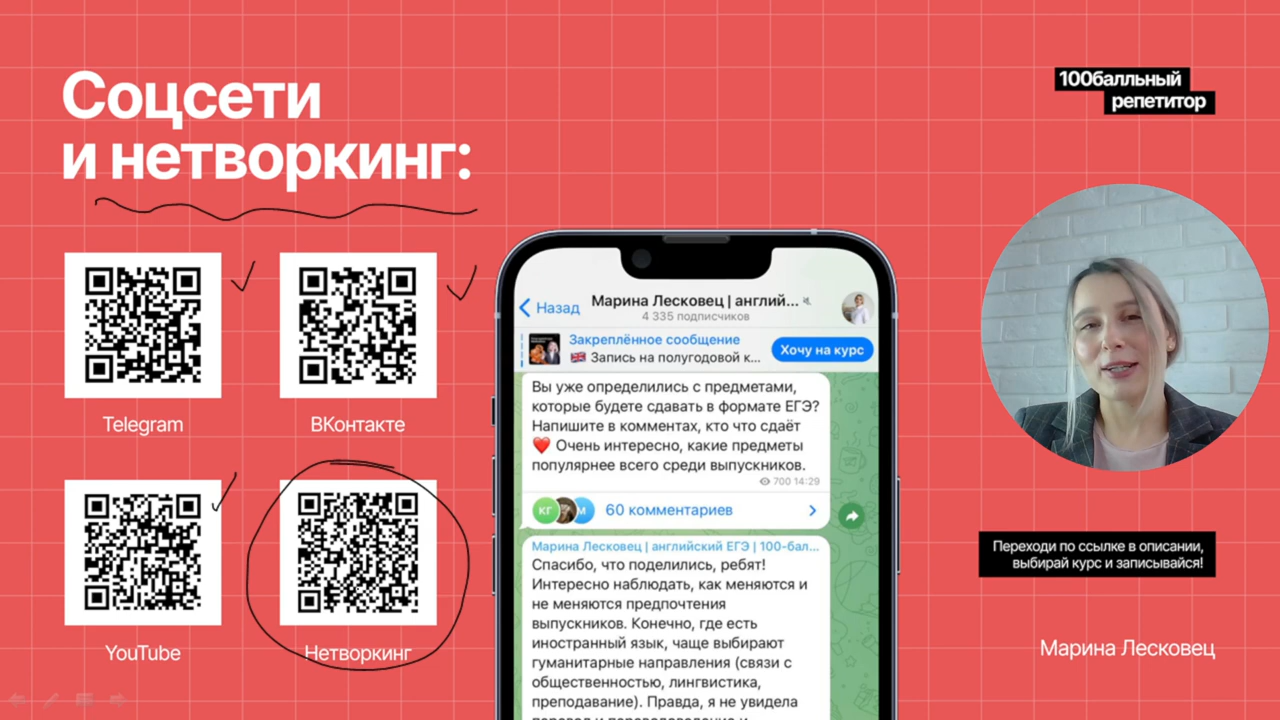 Соцсети
и нетворкинг:
100балльный
репетитор
Telegram
ВКонтакте
YouTube
Нетворкинг
Назад
Марина Лесковец | англий...
4 335 подписчиков
Закреплённое сообщение
🇬🇧 Запись на полугодовой к...
Хочу на курс
Вы уже определились с предметами,
которые будете сдавать в формате ЕГЭ?
Напишите в комментах, кто что сдаёт
❤️ Очень интересно, какие предметы
популярнее всего среди выпускников.
700 14:29
КГ
М
60 комментариев
Марина Лесковец | английский ЕГЭ | 100-бал...
Спасибо, что поделились, ребят!
Интересно наблюдать, как меняются и
не меняются предпочтения
выпускников. Конечно, где есть
иностранный язык, чаще выбирают
гуманитарные направления (связи с
общественностью, лингвистика,
преподавание). Правда, я не увидела
Переходи по ссылке в описании,
выбирай курс и записывайся!
Марина Лесковец